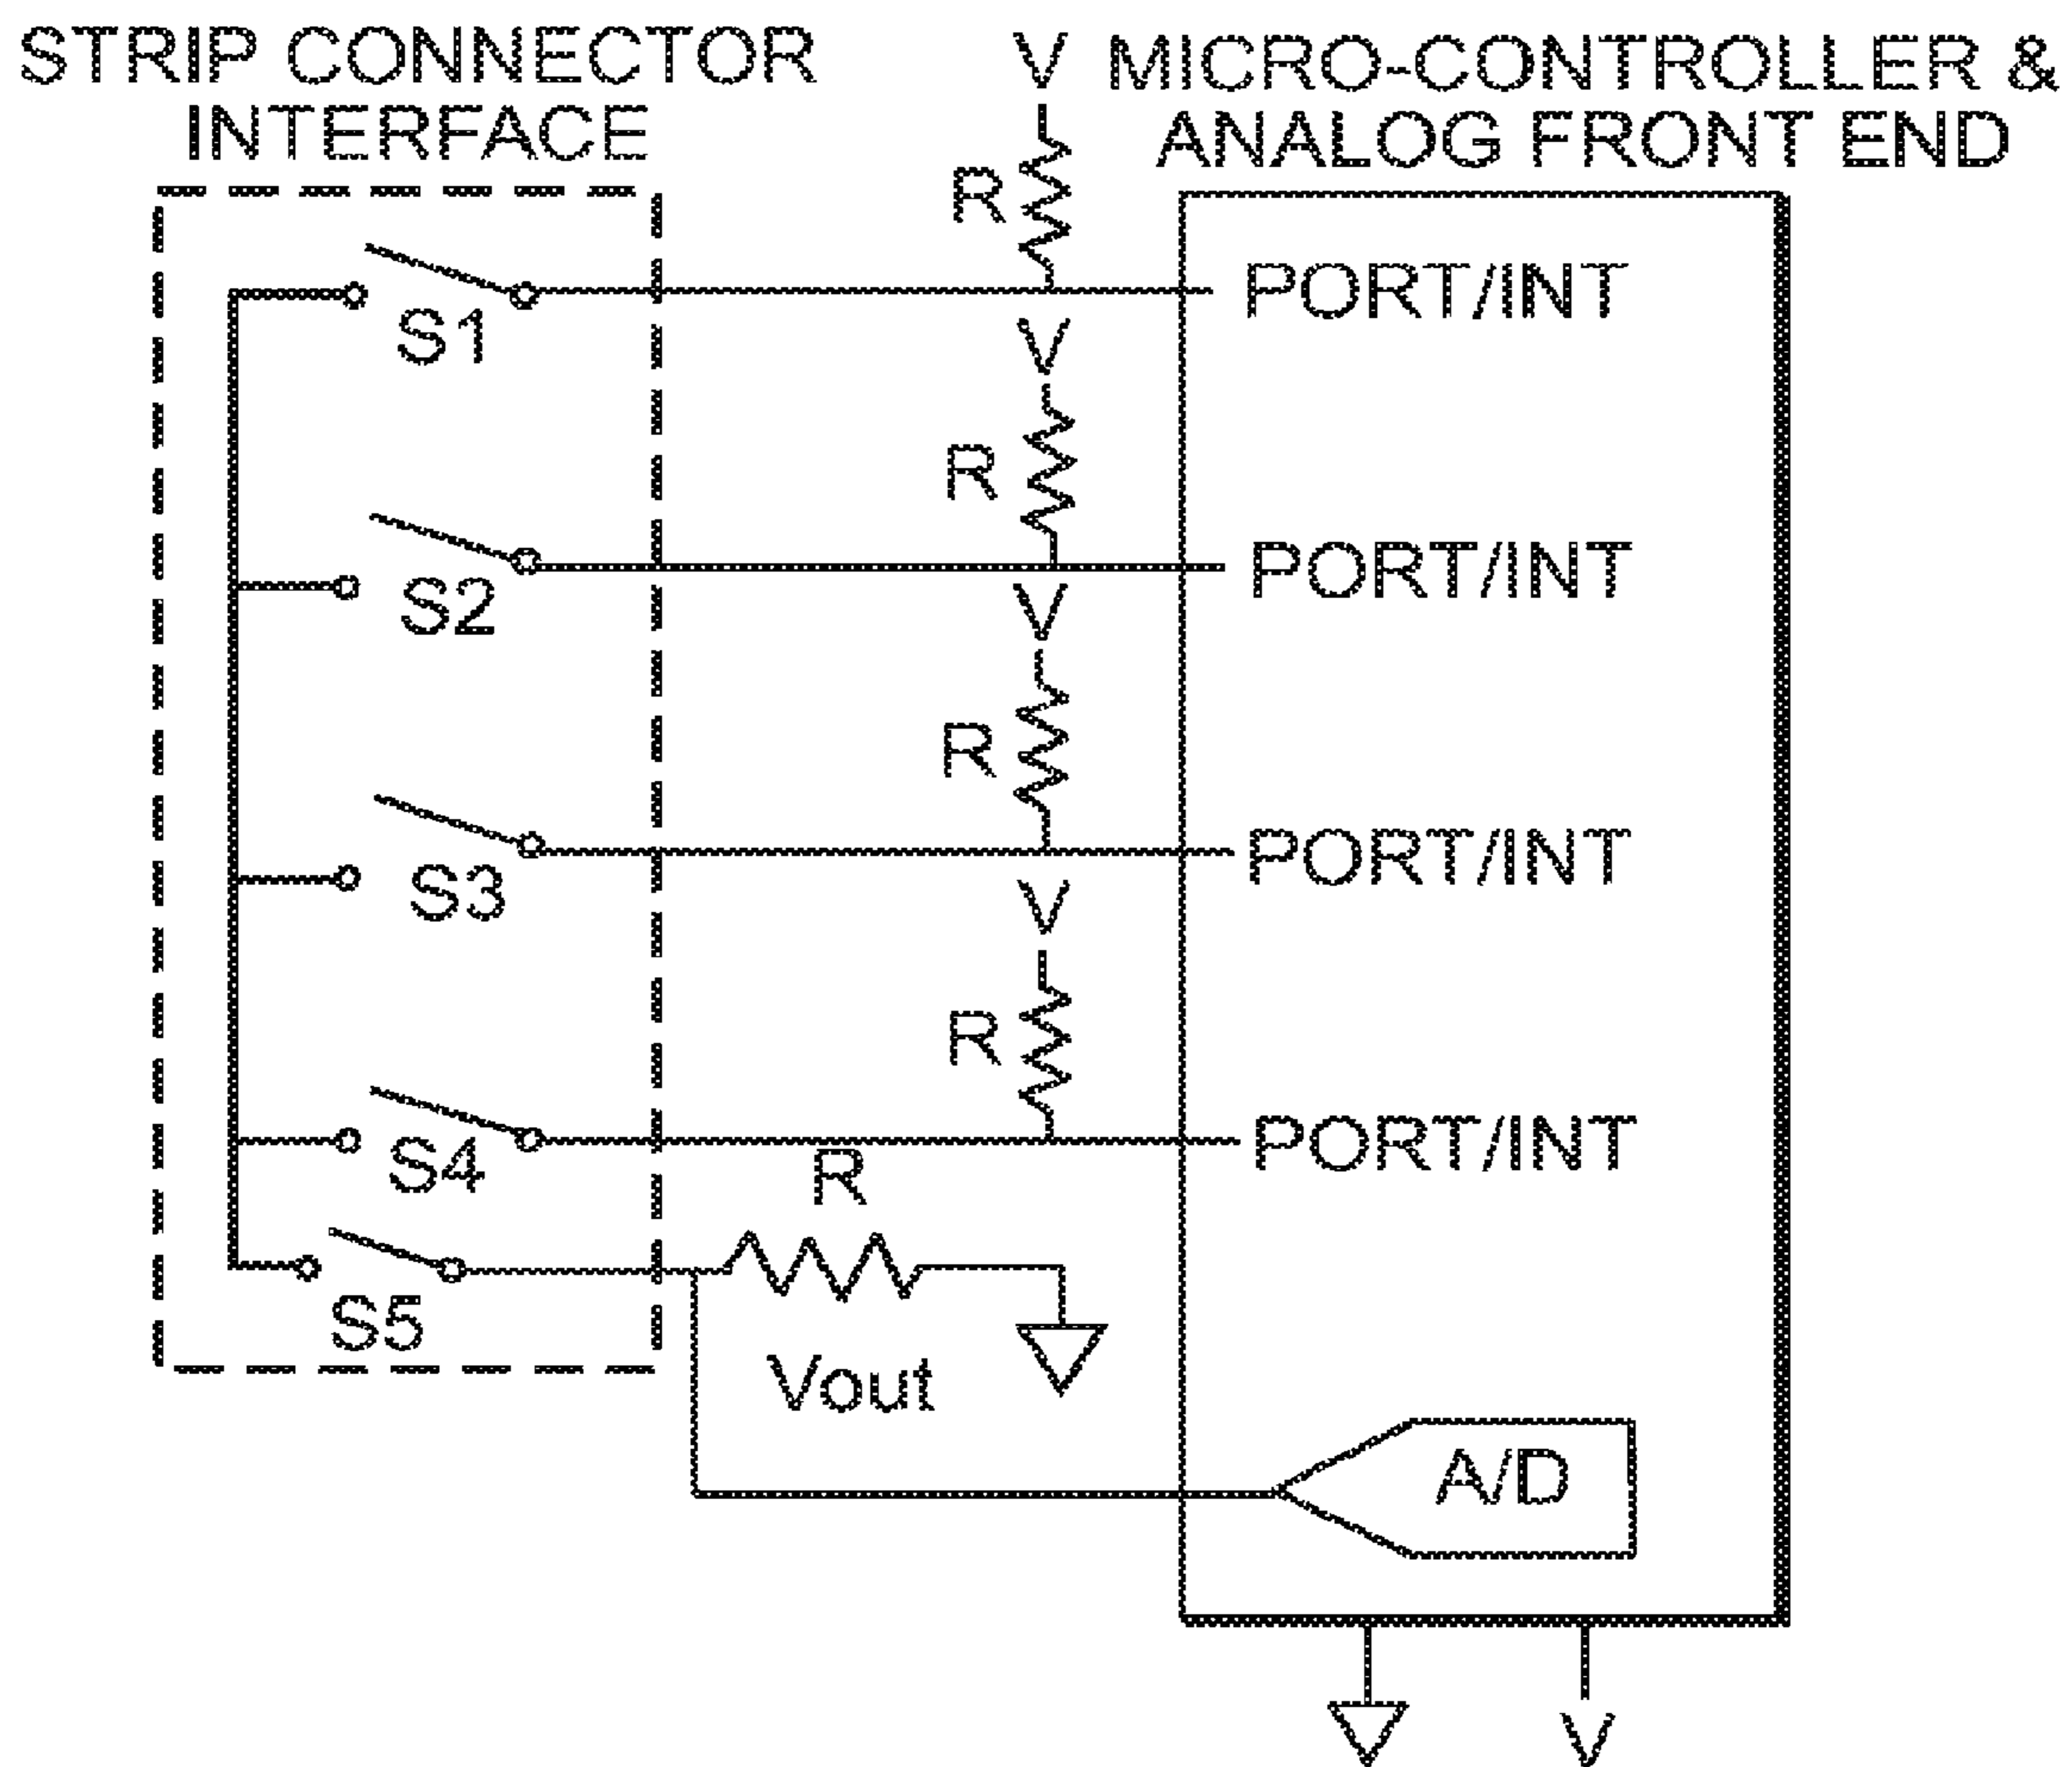 STRIP CONNECTOR
INTERFACE
V
MICRO-CONTROLLER &
ANALOG FRONT END
R
S1
PORT/INT
V
R
S2
PORT/INT
V
R
S3
PORT/INT
V
R
S4
PORT/INT
R
S5
Vout
A/D
V